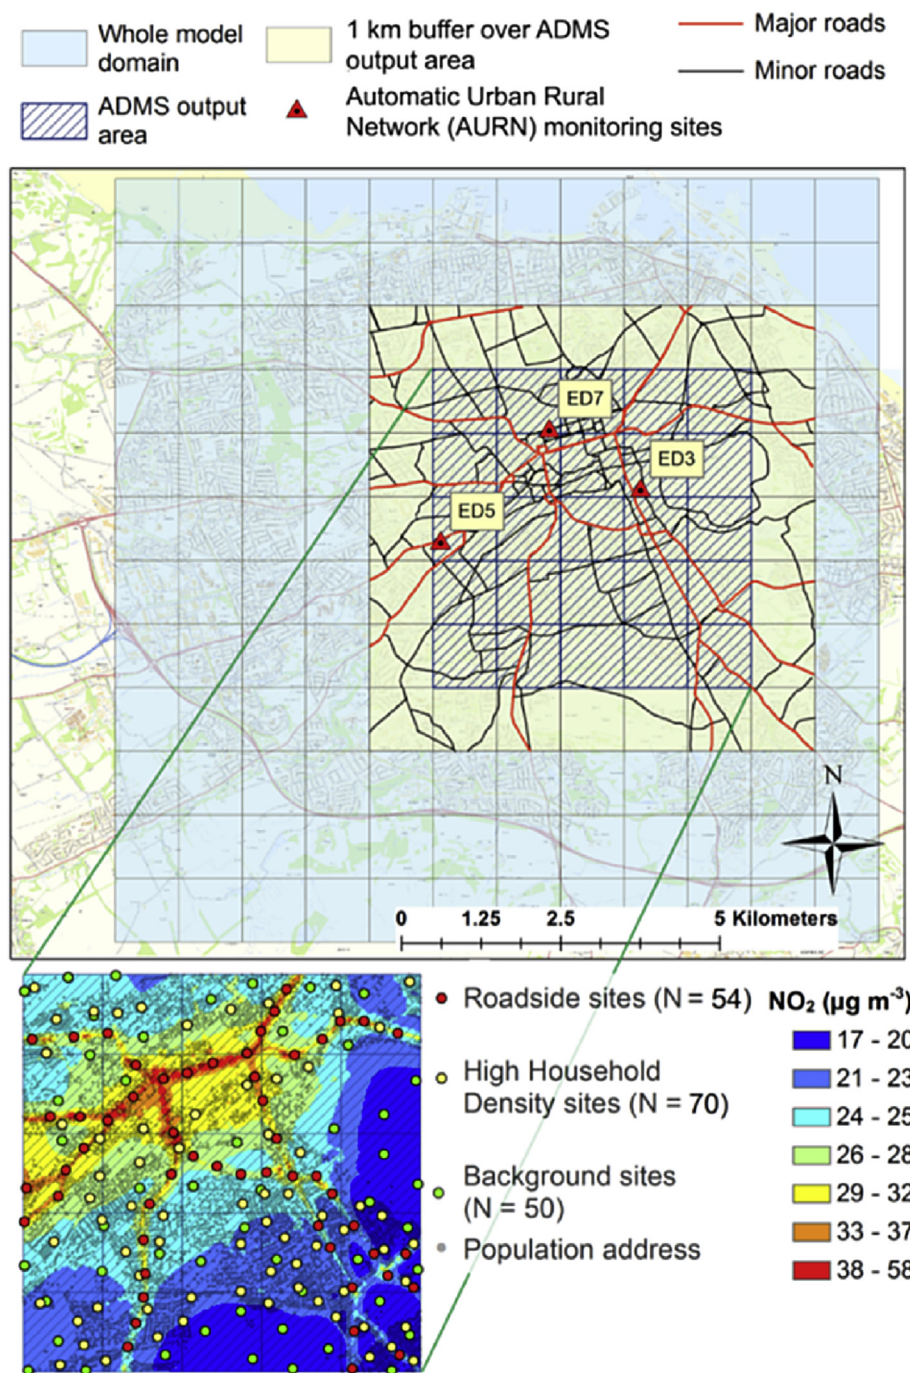 Whole model
domain
1 km buffer over ADMS
output area
Major roads
Minor roads
ADMS output
area
Automatic Urban Rural
Network (AURN) monitoring sites
ED7
ED3
ED5
N
0 1.25 2.5 5 Kilometers
Roadside sites (N = 54)
High Household
Density sites (N = 70)
Background sites
(N = 50)
Population address
NO₂ (µg m⁻³)
17 - 20
21 - 23
24 - 25
26 - 28
29 - 32
33 - 37
38 - 58